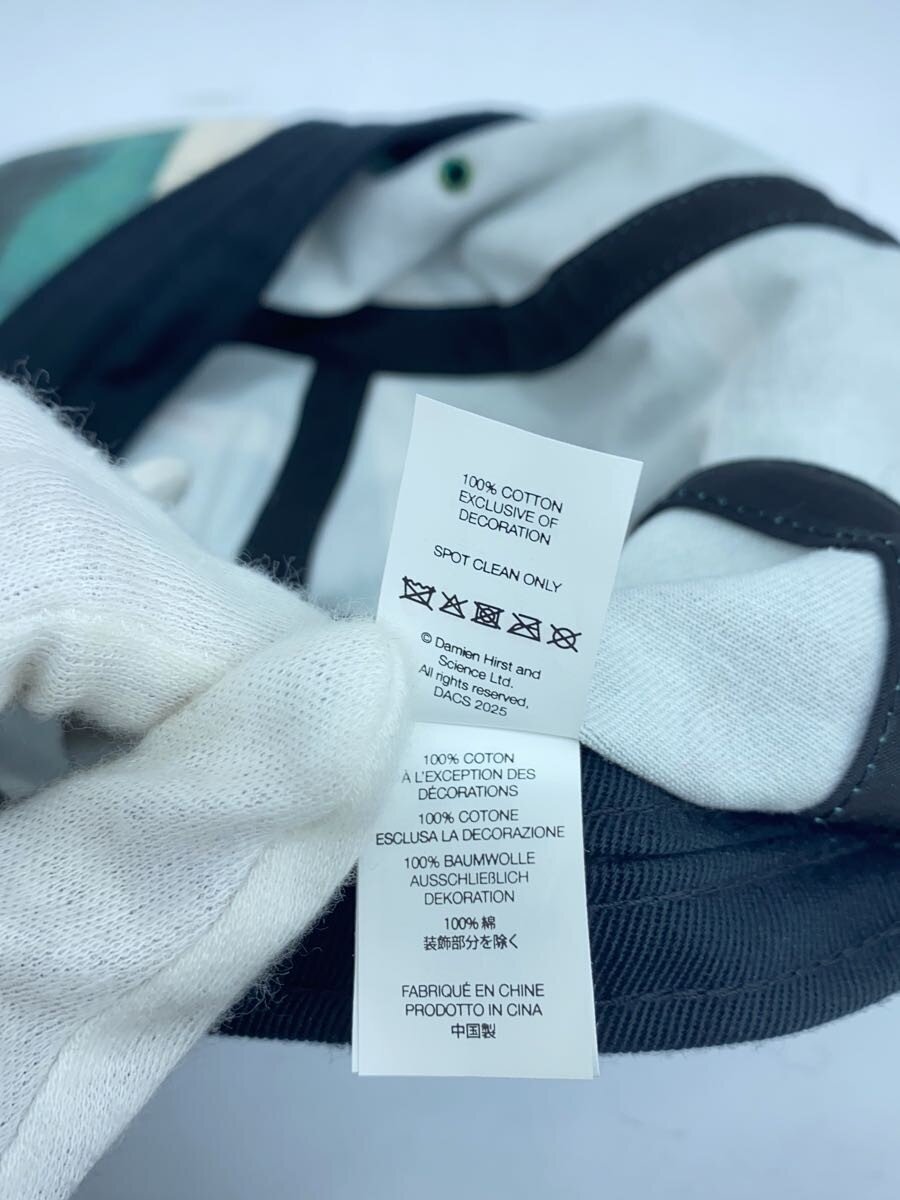 100% COTTON
EXCLUSIVE OF
DECORATION
SPOT CLEAN ONLY
© Damien Hirst and
Science Ltd.
All rights reserved,
DACS 2025
100% COTON
À L'EXCEPTION DES
DÉCORATIONS
100% COTONE
ESCLUSA LA DECORAZIONE
100% BAUMWOLLE
AUSSCHLIEßLICH
DEKORATION
100% 綿
装飾部分を除く
FABRIQUÉ EN CHINE
PRODOTTO IN CINA
中国製